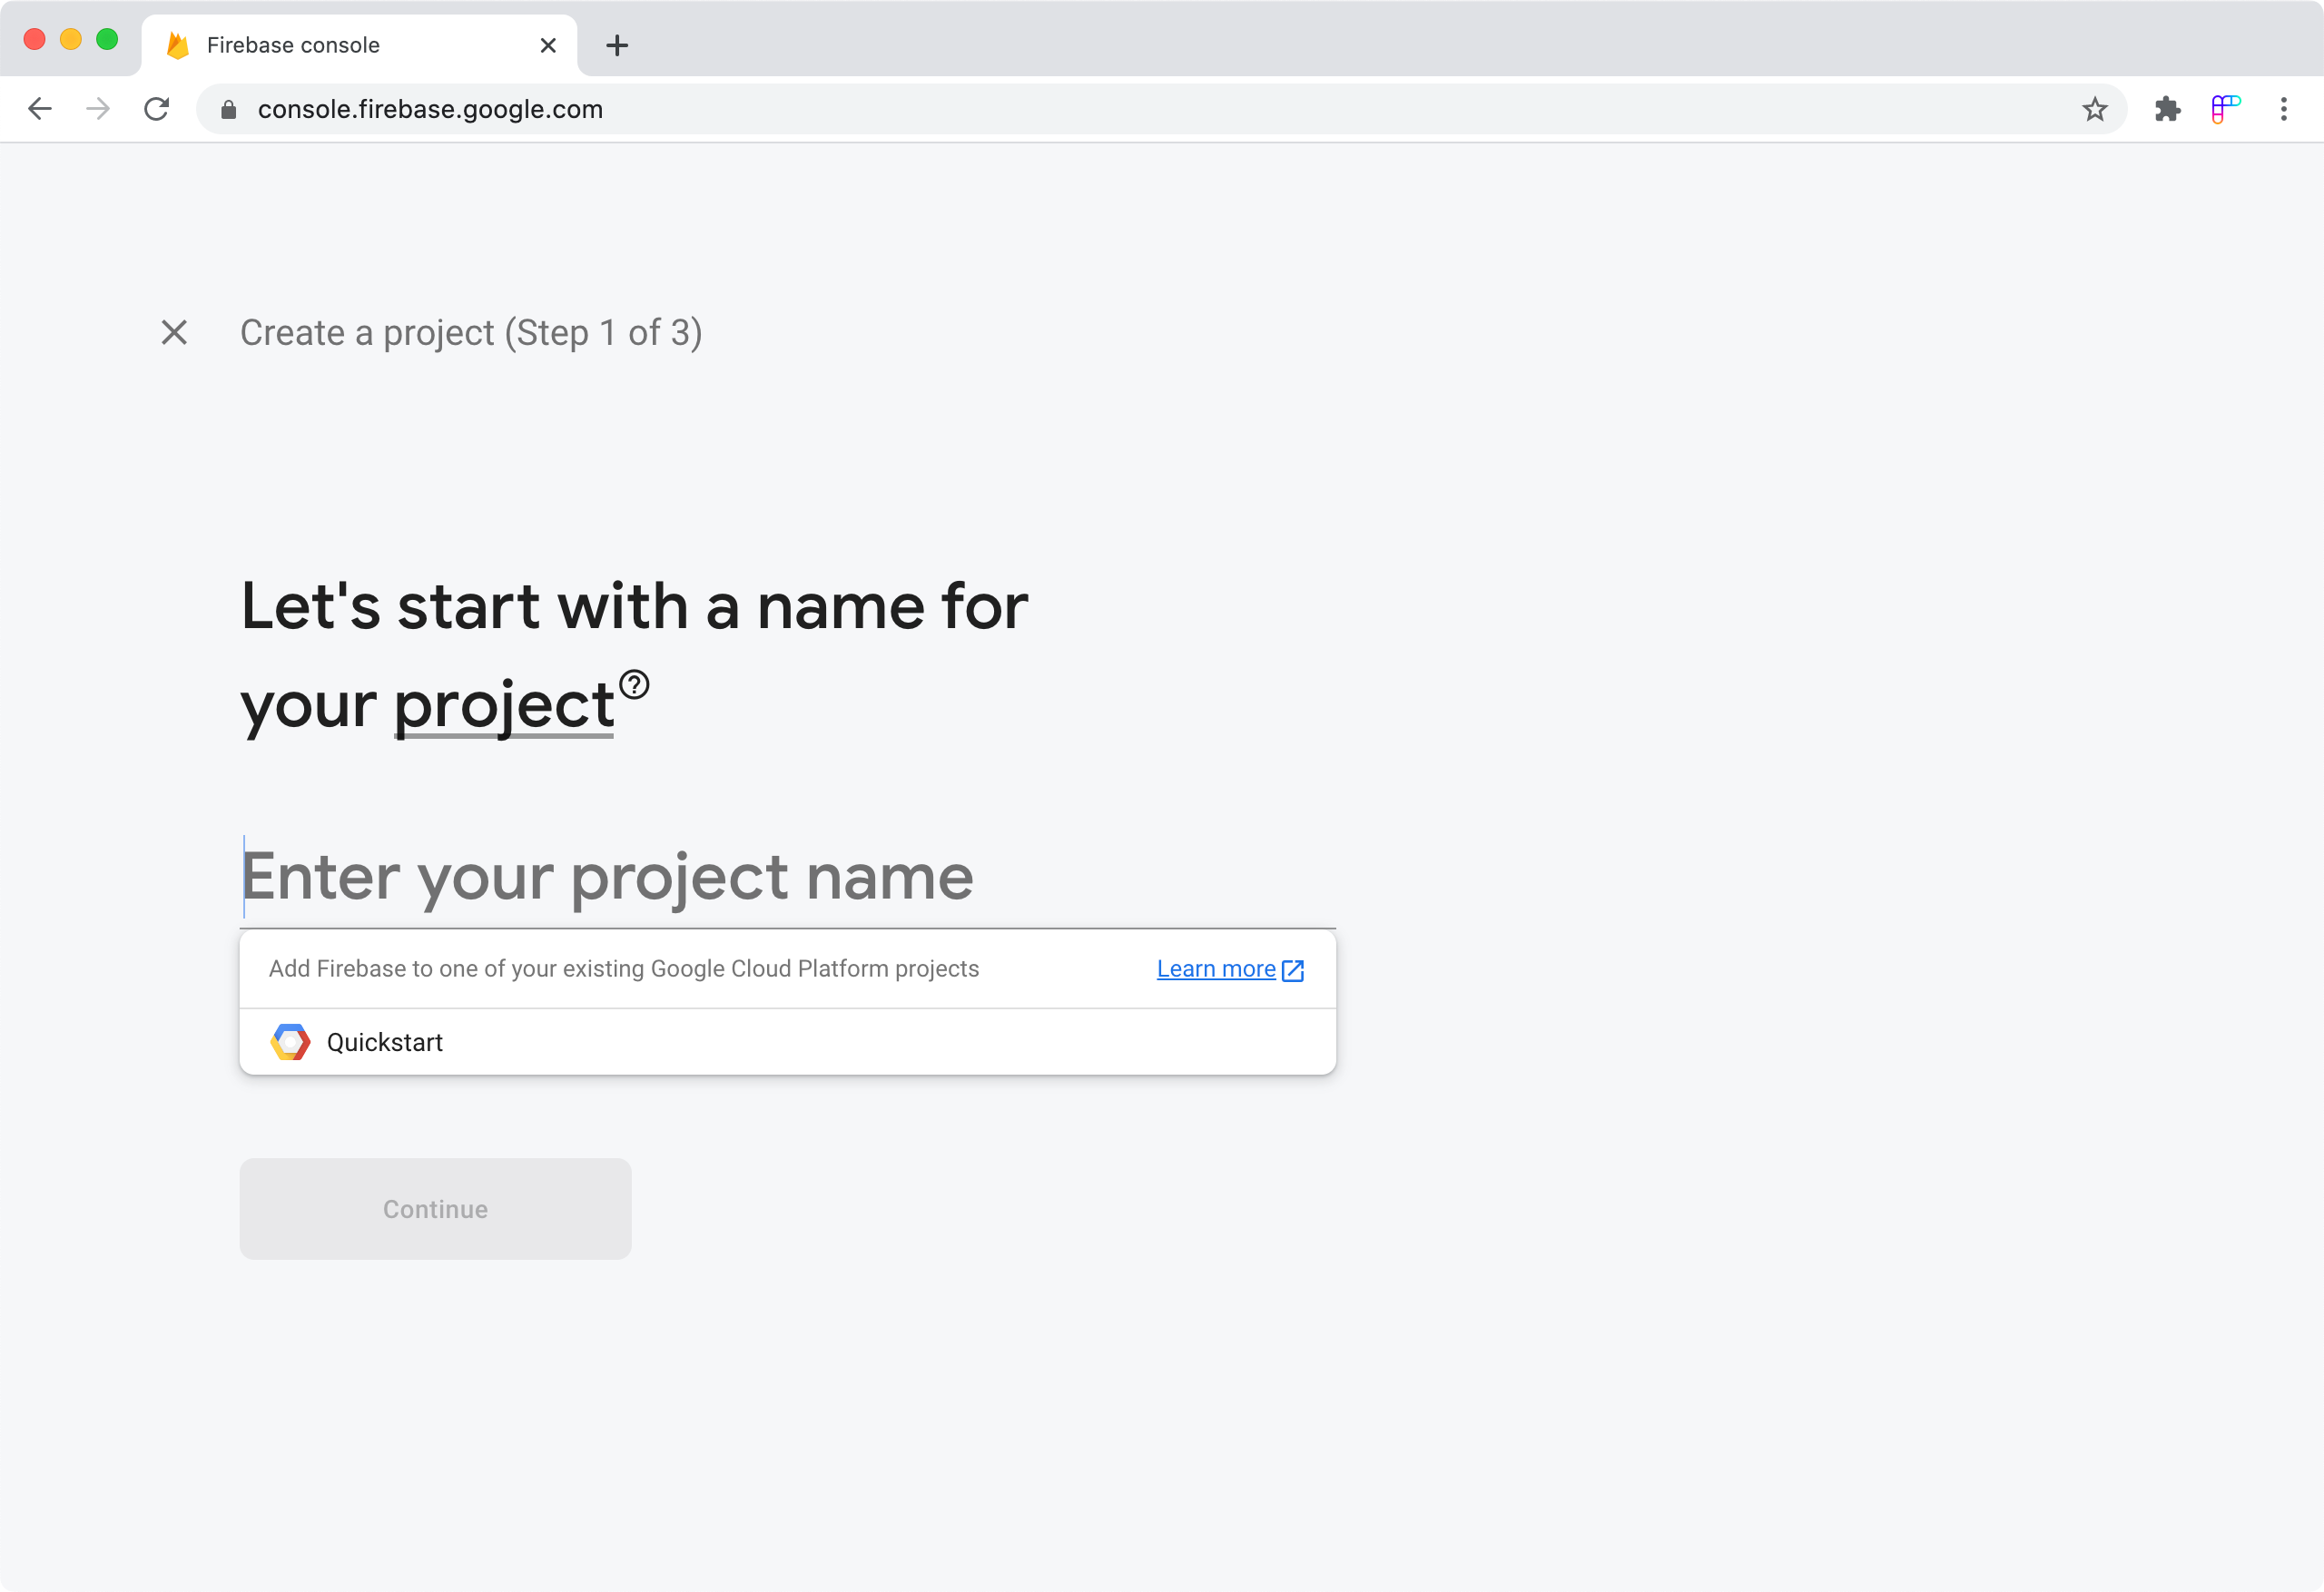 Firebase console
console.firebase.google.com
Create a project (Step 1 of 3)
Let's start with a name for
your project
Enter your project name
Add Firebase to one of your existing Google Cloud Platform projects Learn more
Quickstart
Continue